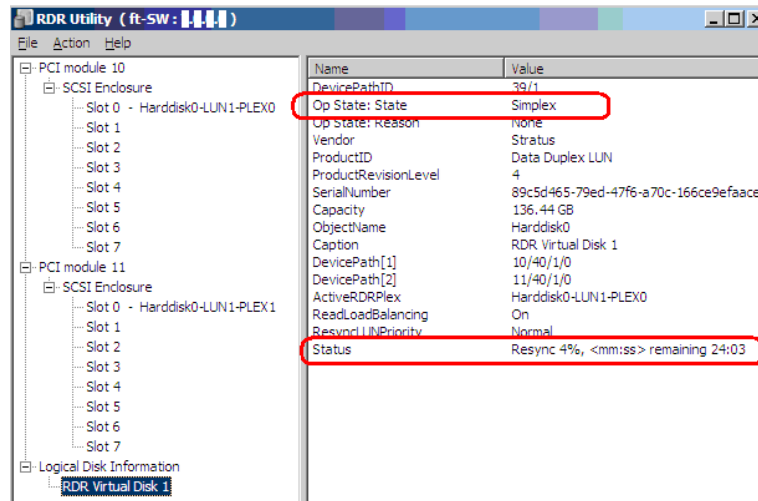 RDR Utility ( ft-SW : )
File Action Help
PCI module 10
SCSI Enclosure
Slot 0 - Harddisk0-LUN1-PLEX0
Slot 1
Slot 2
Slot 3
Slot 4
Slot 5
Slot 6
Slot 7
PCI module 11
SCSI Enclosure
Slot 0 - Harddisk0-LUN1-PLEX1
Slot 1
Slot 2
Slot 3
Slot 4
Slot 5
Slot 6
Slot 7
Logical Disk Information
RDR Virtual Disk 1
Name Value
DevicePathID 39/1
Op State: State Simplex
Op State: Reason None
Vendor Stratus
ProductID Data Duplex LUN
ProductRevisionLevel 4
SerialNumber 89c5d465-79ed-47f6-a70c-166ce9efaace
Capacity 136.44 GB
ObjectName Harddisk0
Caption RDR Virtual Disk 1
DevicePath[1] 10/40/1/0
DevicePath[2] 11/40/1/0
ActiveRDRPlex Harddisk0-LUN1-PLEX0
ReadLoadBalancing On
ResyncLUNPriority Normal
Status Resync 4%, <mm:ss> remaining 24:03